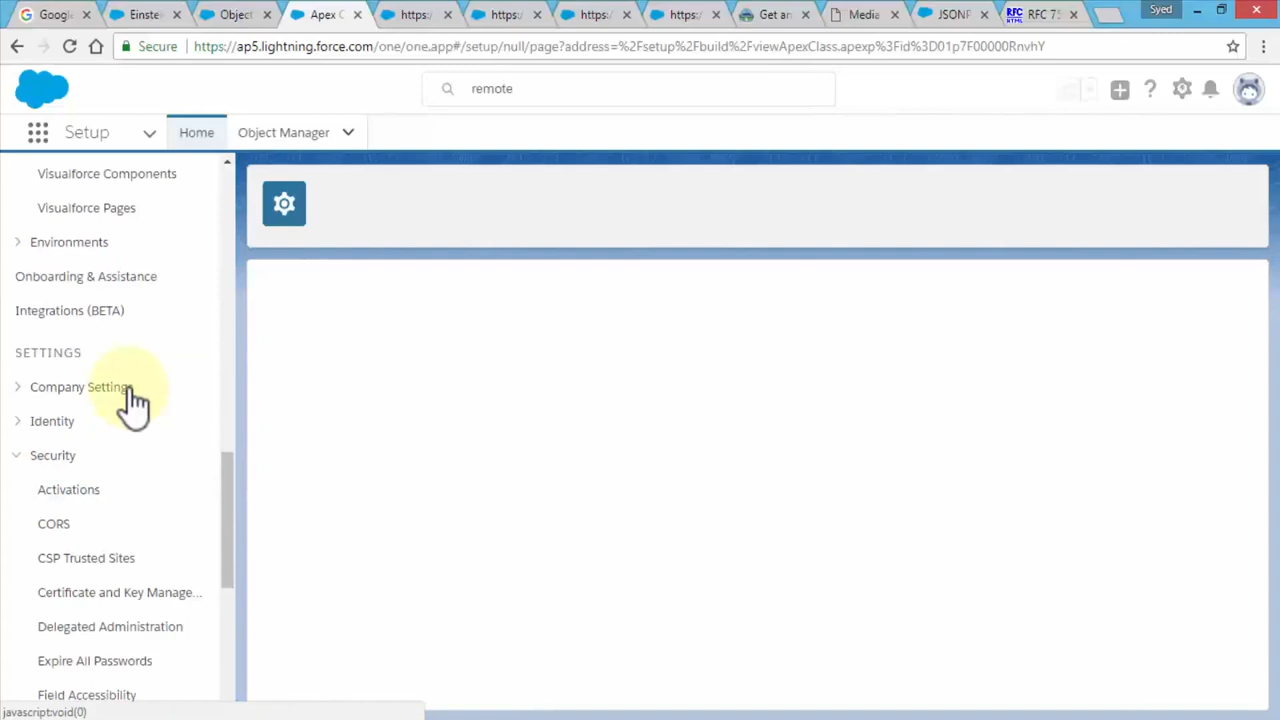 Google
Einste
Object
Apex C
https:/
https:/
https:/
https:/
Get an
Media
JSONP
RFC 75
Syed
Secure
https://ap5.lightning.force.com/one/one.app#/setup/null/page?address=%2Fsetup%2Fbuild%2FviewApexClass.apexp%3Fid%3D01p7F00000RnvhY
remote
Setup
Home
Object Manager
Visualforce Components
Visualforce Pages
Environments
Onboarding & Assistance
Integrations (BETA)
SETTINGS
Company Settings
Identity
Security
Activations
CORS
CSP Trusted Sites
Certificate and Key Manage...
Delegated Administration
Expire All Passwords
Field Accessibility
javascript:void(0)